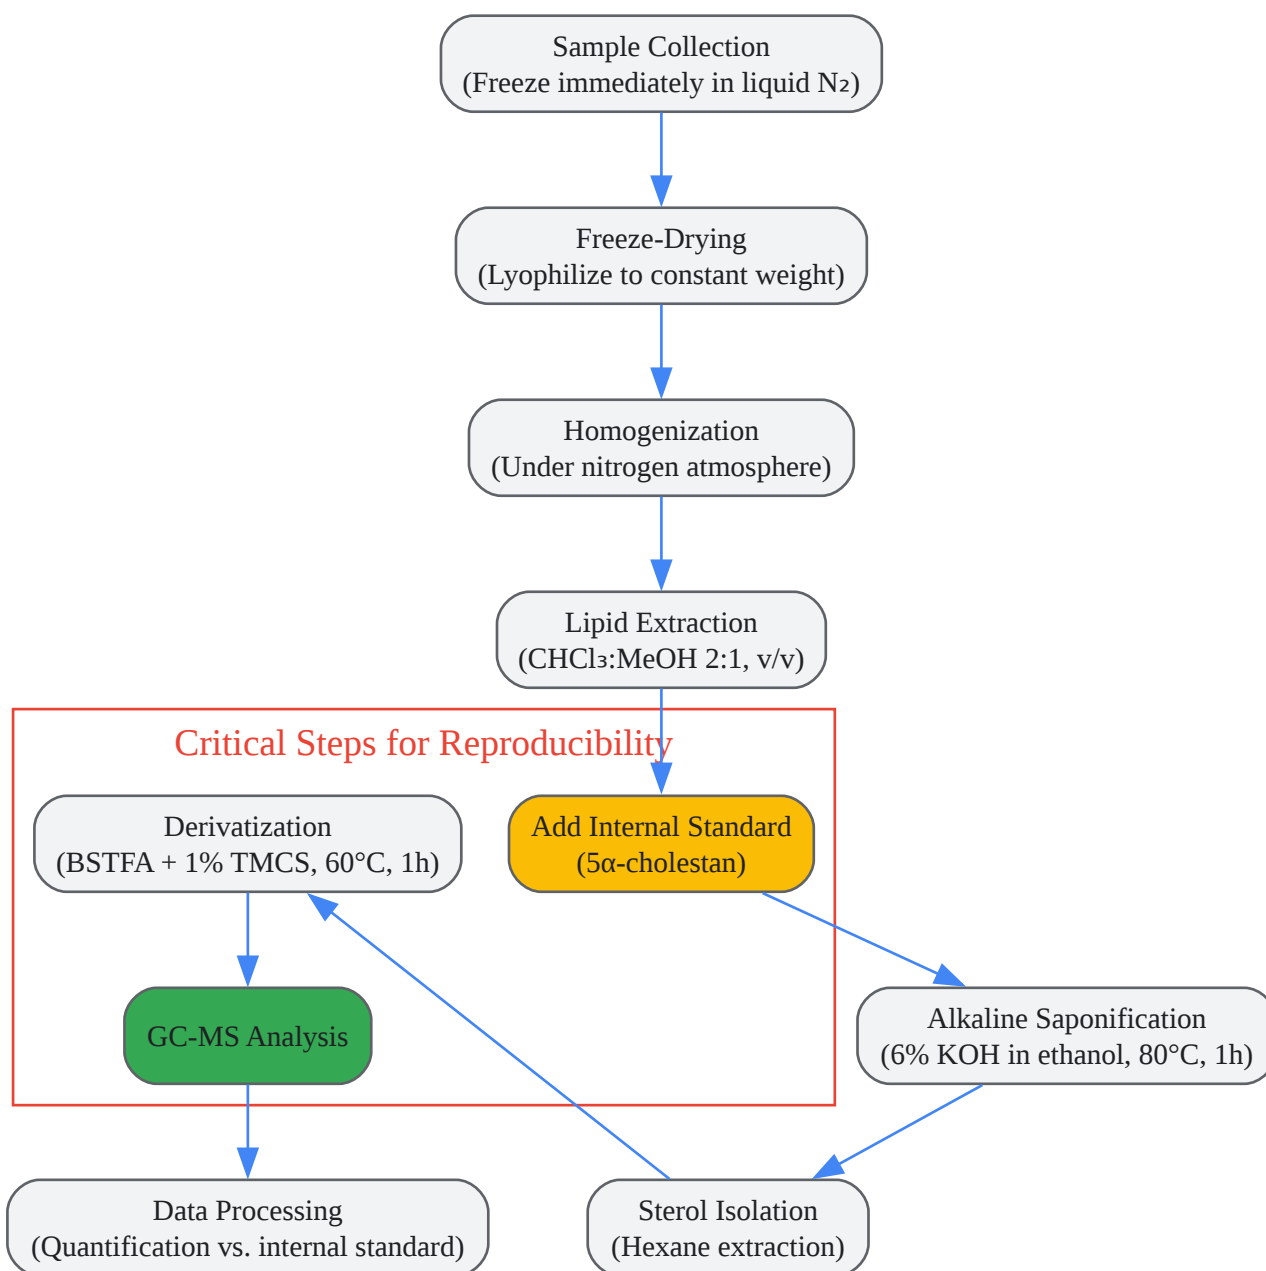 Sample Collection
(Freeze immediately in liquid N₂)
Freeze-Drying
(Lyophilize to constant weight)
Homogenization
(Under nitrogen atmosphere)
Lipid Extraction
(CHCl₃:MeOH 2:1, v/v)
Critical Steps for Reproducibility
Derivatization
(BSTFA + 1% TMCS, 60°C, 1h)
Add Internal Standard
(5α-cholestan)
GC-MS Analysis
Alkaline Saponification
(6% KOH in ethanol, 80°C, 1h)
Data Processing
(Quantification vs. internal standard)
Sterol Isolation
(Hexane extraction)